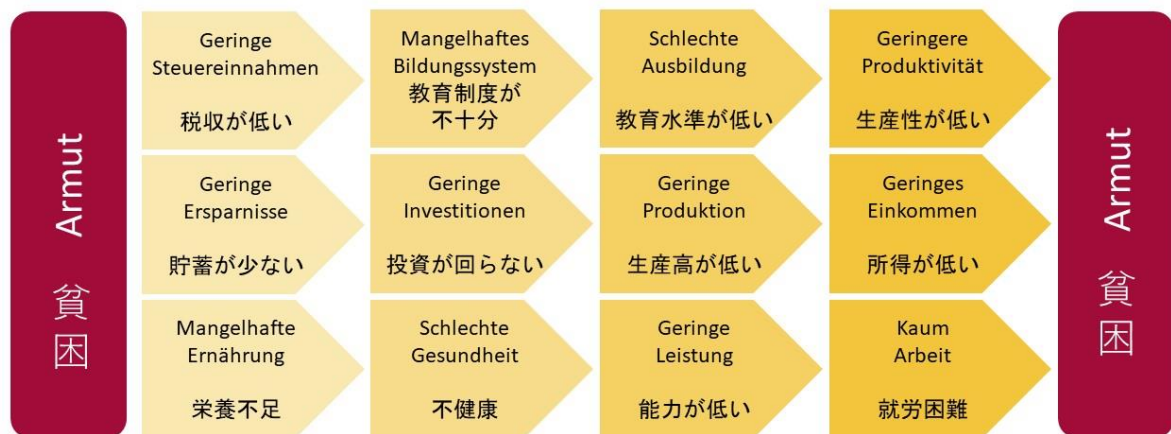 Armut 貧困
Geringe
Steuereinnahmen
税収が低い
Mangelhaftes
Bildungssystem
教育制度が
不十分
Schlechte
Ausbildung
教育水準が低い
Geringere
Produktivität
生産性が低い
Geringe
Ersparnisse
貯蓄が少ない
Geringe
Investitionen
投資が回らない
Geringe
Produktion
生産高が低い
Geringes
Einkommen
所得が低い
Mangelhafte
Ernährung
栄養不足
Schlechte
Gesundheit
不健康
Geringe
Leistung
能力が低い
Kaum
Arbeit
就労困難
Armut 貧困